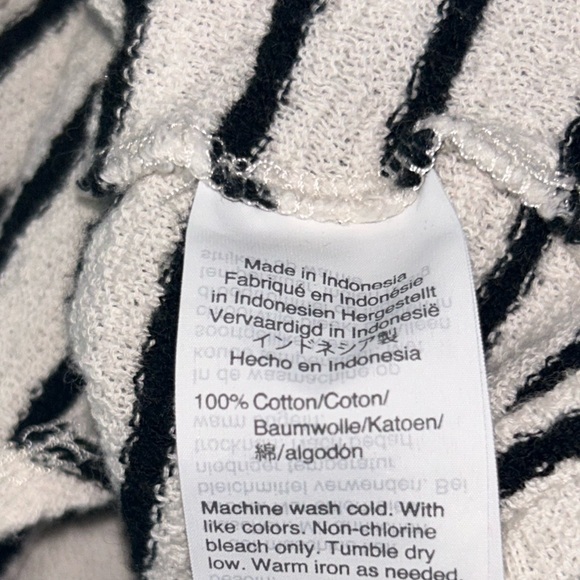 Made in Indonesia
Fabriqué en Indonésie
in Indonesien Hergestellt
Vervaardigd in Indonesië
インドネシア製
Hecho en Indonesia
100% Cotton/Coton/
Baumwolle/Katoen/
綿/algodón
Machine wash cold. With
like colors. Non-chlorine
bleach only. Tumble dry
low. Warm iron as needed.